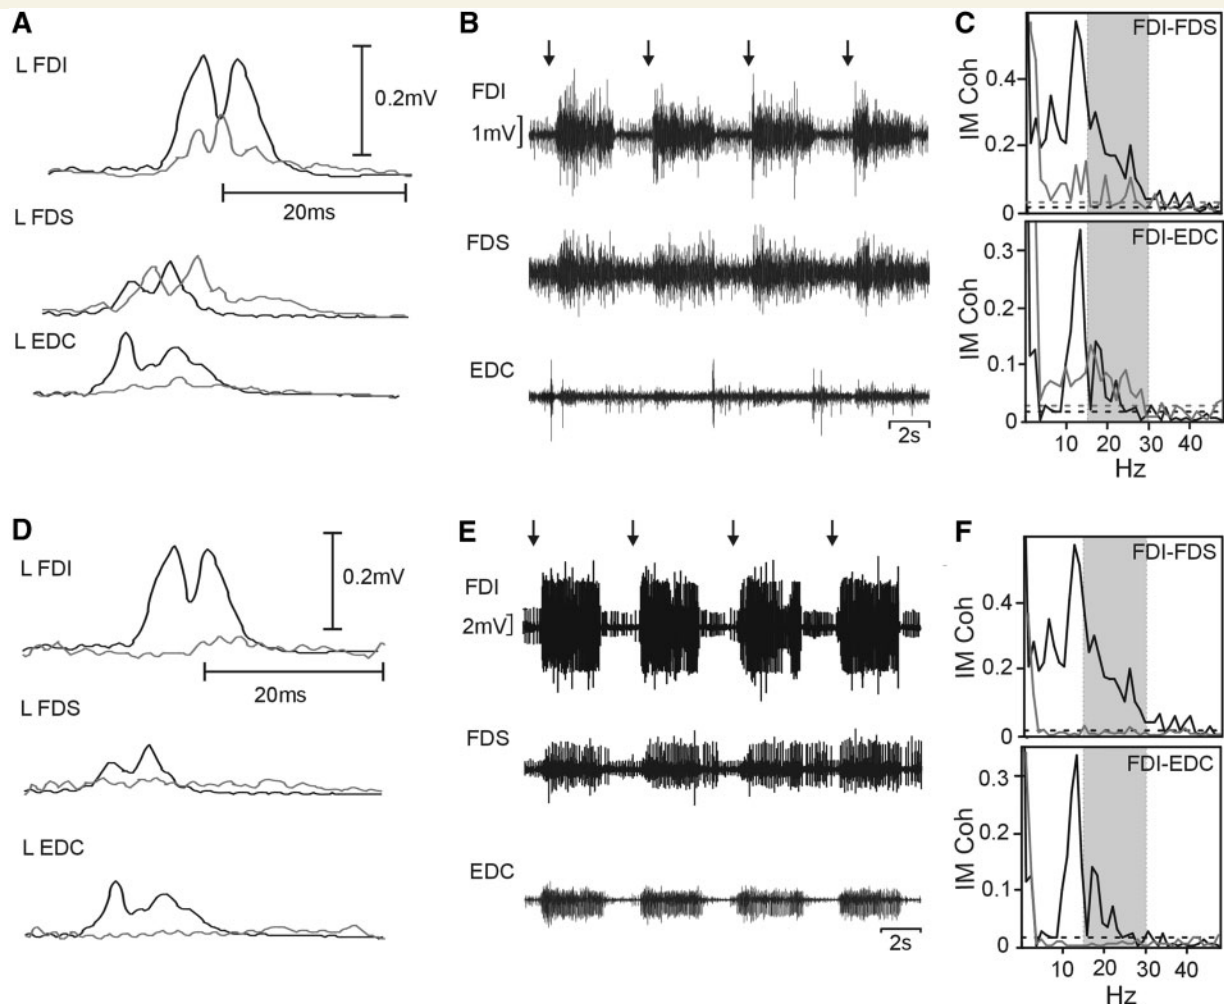 A
L FDI
0.2mV
20ms
L FDS
L EDC
B
FDI
1mV
FDS
EDC
2s
C
FDI-FDS
IM Coh
0.4
0.2
0
FDI-EDC
IM Coh
0.3
0.2
0.1
0
10 20 30 40
Hz
D
L FDI
0.2mV
20ms
L FDS
L EDC
E
FDI
2mV
FDS
EDC
2s
F
FDI-FDS
IM Coh
0.4
0.2
0
FDI-EDC
IM Coh
0.3
0.2
0.1
0
10 20 30 40
Hz